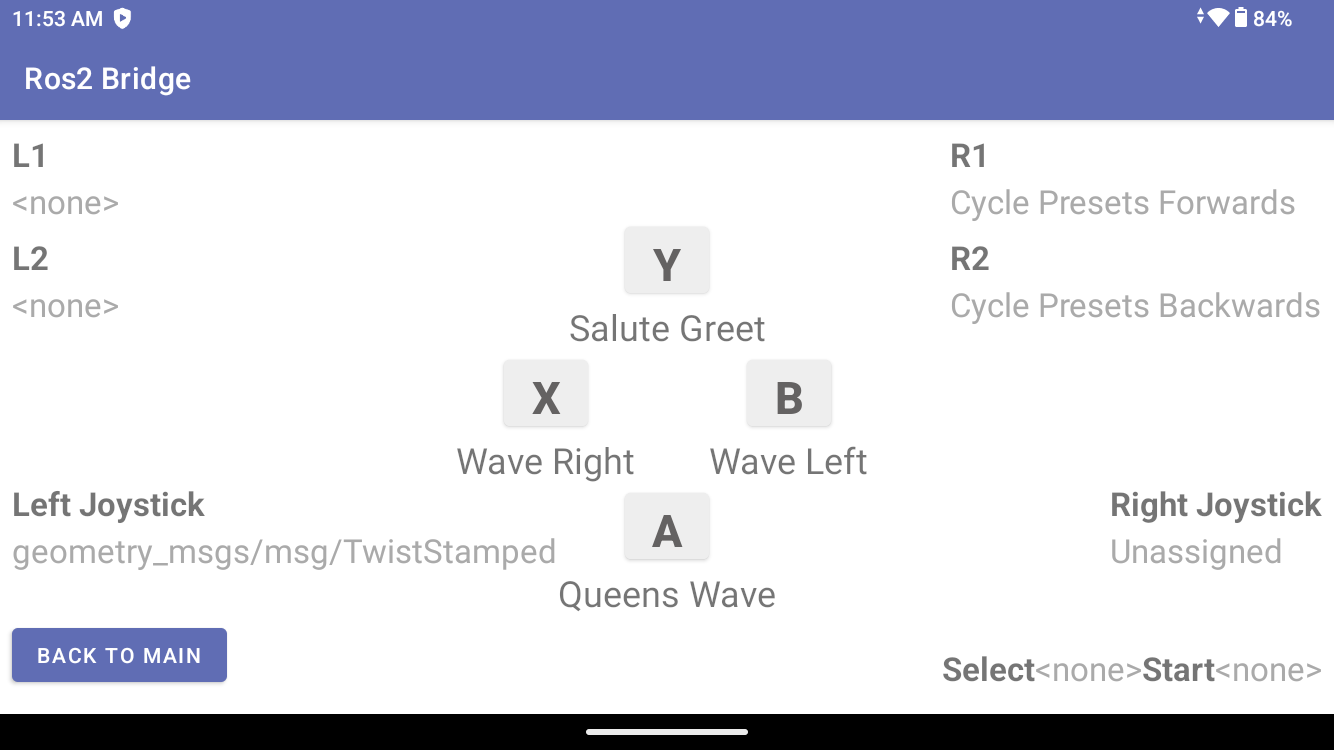 11:53 AM
84%
Ros2 Bridge
L1
<none>
R1
Cycle Presets Forwards
L2
<none>
R2
Cycle Presets Backwards
Y
Salute Greet
X
Wave Right
B
Wave Left
Left Joystick
geometry_msgs/msg/TwistStamped
Right Joystick
Unassigned
A
Queens Wave
BACK TO MAIN
Select<none>Start<none>